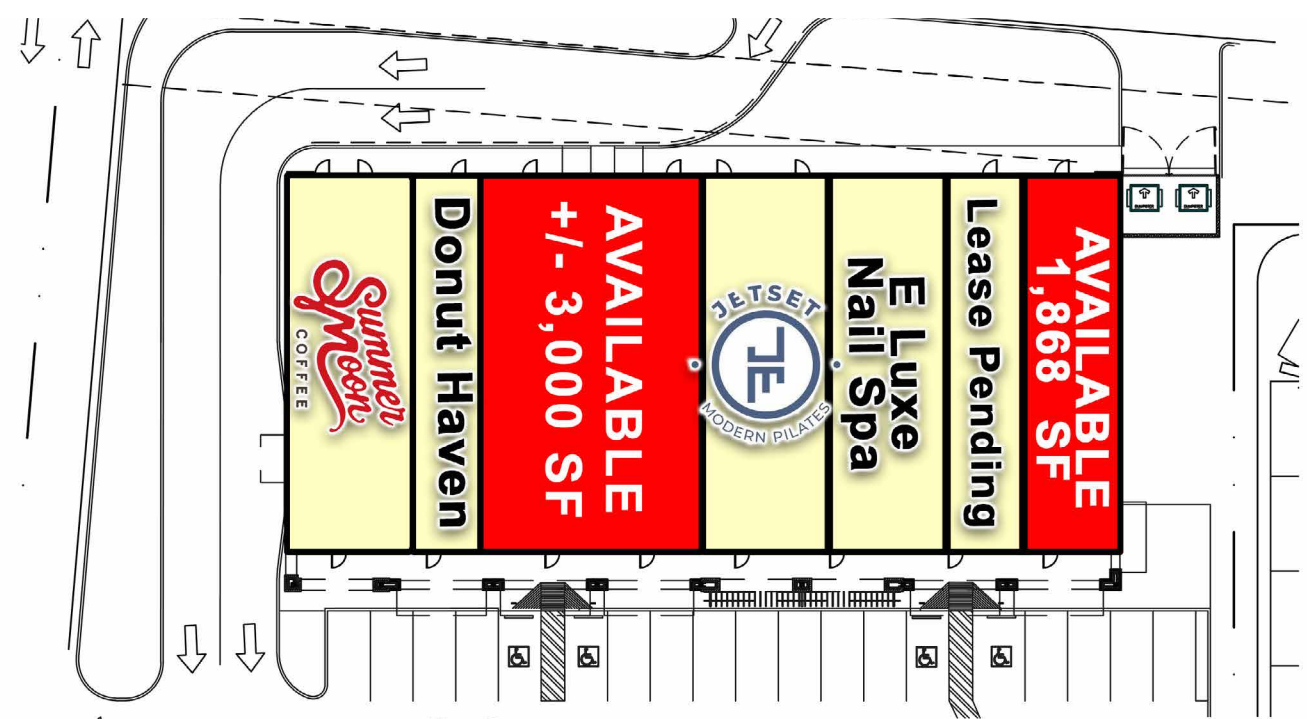 Summer
Moon
COFFEE
Donut Haven
AVAILABLE
+/- 3,000 SF
JETSET
JE
MODERN PILATES
E Luxe
Nail Spa
Lease Pending
AVAILABLE
1,868 SF